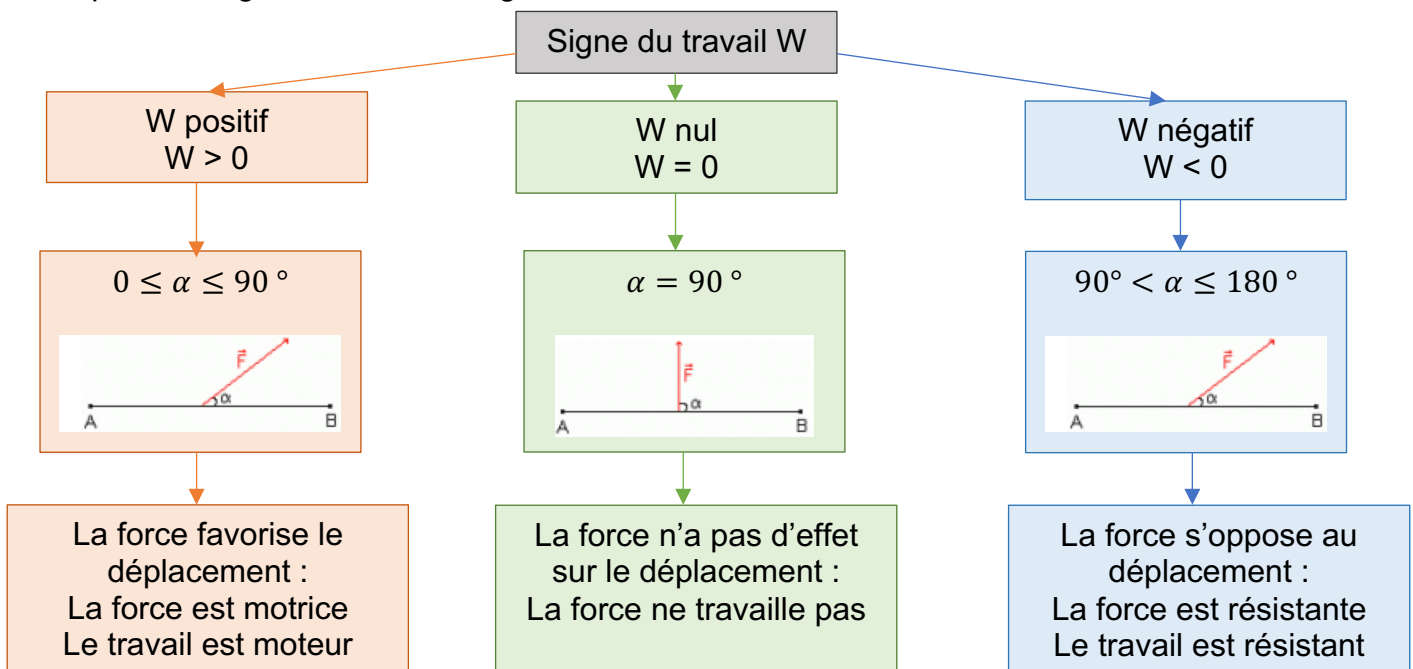 Signe du travail W
W positif
W > 0
W nul
W = 0
W négatif
W < 0
0 ≤ α ≤ 90 °
F
α
A
B
α = 90 °
F
α
A
B
90° < α ≤ 180 °
F
α
A
B
La force favorise le
déplacement :
La force est motrice
Le travail est moteur
La force n'a pas d'effet
sur le déplacement :
La force ne travaille pas
La force s'oppose au
déplacement :
La force est résistante
Le travail est résistant